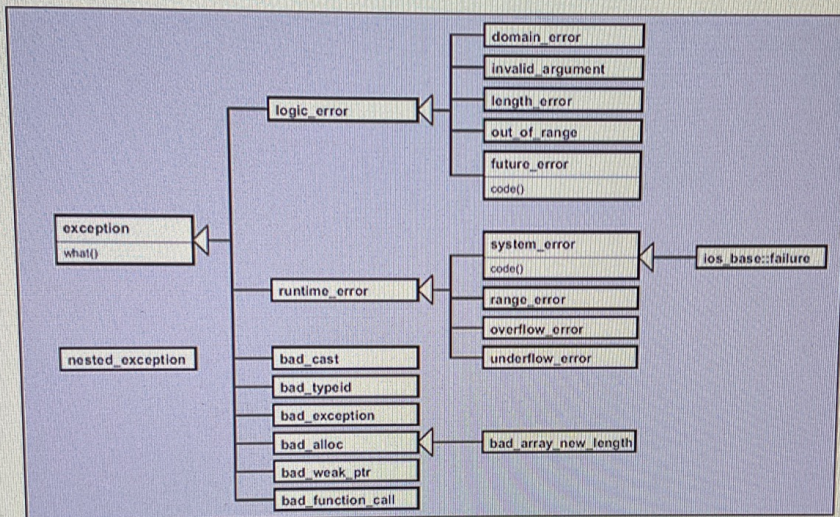 domain_error
invalid_argument
logic_error
length_error
out_of_range
future_error
code()
exception
what()
system_error
code()
ios_base::failure
runtime_error
range_error
overflow_error
nested_exception
bad_cast
underflow_error
bad_typeid
bad_exception
bad_alloc
bad_array_new_length
bad_weak_ptr
bad_function_call